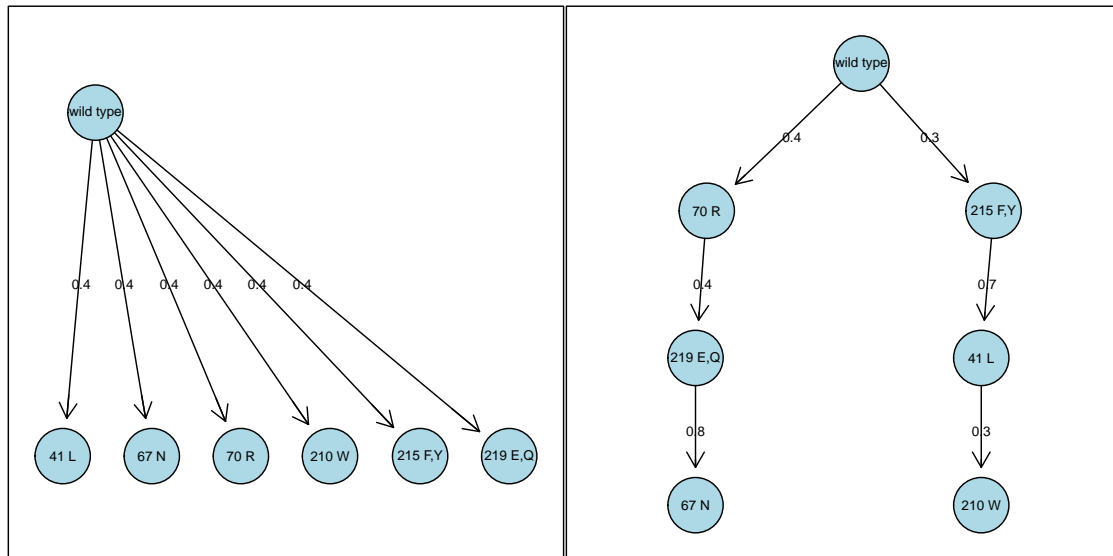 wild type
0.4 0.4 0.4 0.4 0.4 0.4
41 L 67 N 70 R 210 W 215 F,Y 219 E,Q
wild type
0.4 0.3
70 R 215 F,Y
0.4 0.7
219 E,Q 41 L
0.8 0.3
67 N 210 W